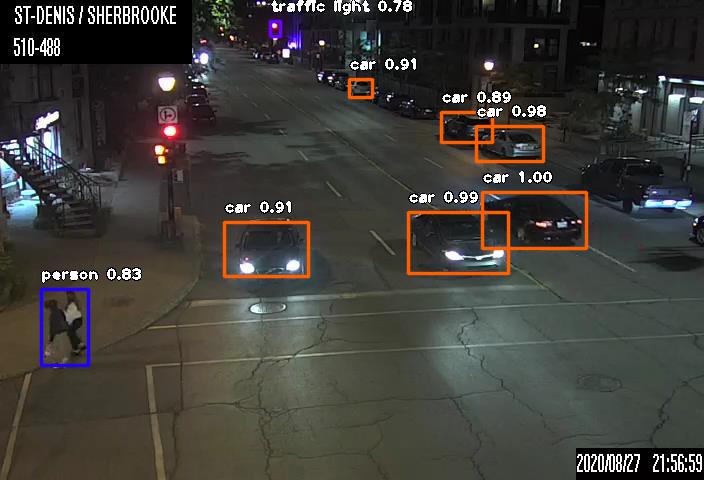 traffic light 0.78
ST-DENIS / SHERBROOKE
510-488
car 0.91
car 0.89
car 0.98
car 1.00
car 0.99
car 0.91
person 0.83
2020/08/27 21:56:59